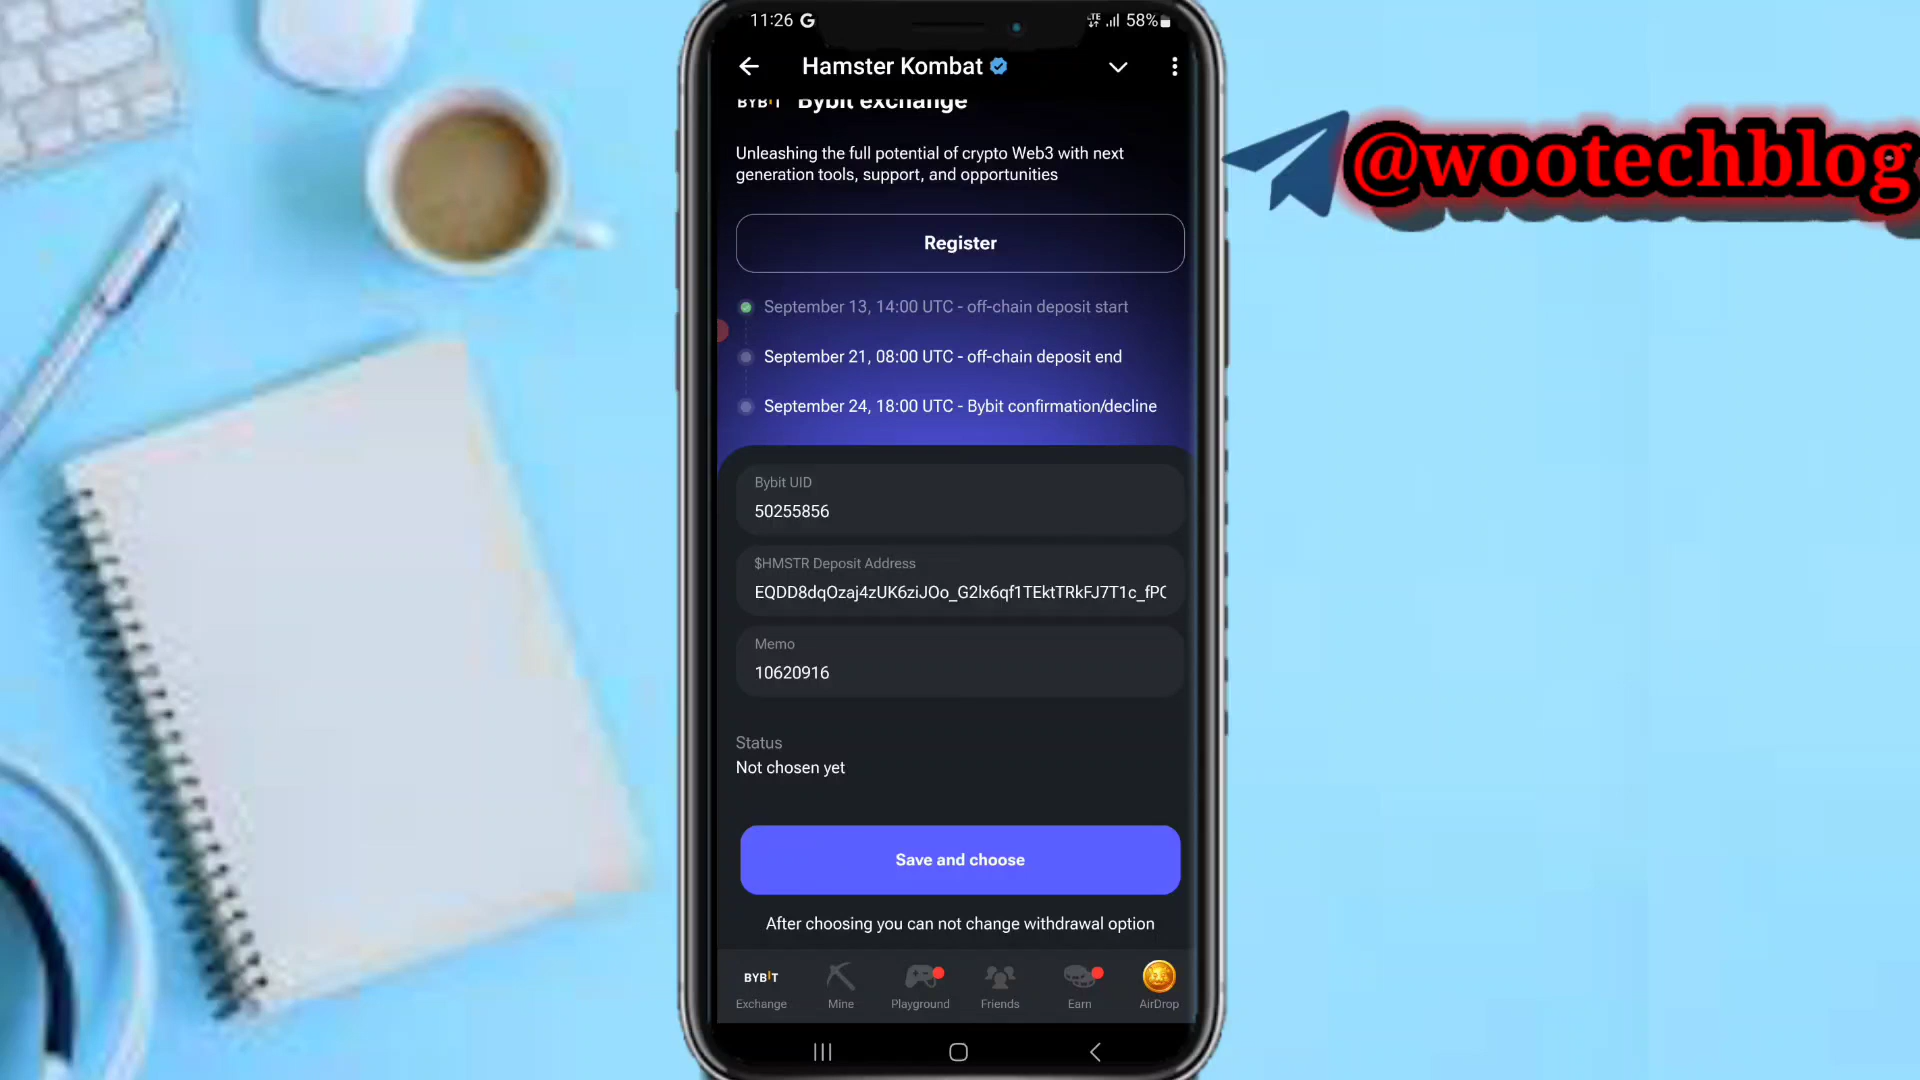 11:26 G
LTE 58%
Hamster Kombat
BYBIT Bybit exchange
@wootechblog
Unleashing the full potential of crypto Web3 with next
generation tools, support, and opportunities
Register
September 13, 14:00 UTC - off-chain deposit start
September 21, 08:00 UTC - off-chain deposit end
September 24, 18:00 UTC - Bybit confirmation/decline
Bybit UID
50255856
$HMSTR Deposit Address
EQDD8dqOzaj4zUK6ziJOo_G2lx6qf1TEktTRkFJ7T1c_fP
Memo
10620916
Status
Not chosen yet
Save and choose
After choosing you can not change withdrawal option
BYBIT
Exchange
Mine
Playground
Friends
Earn
AirDrop